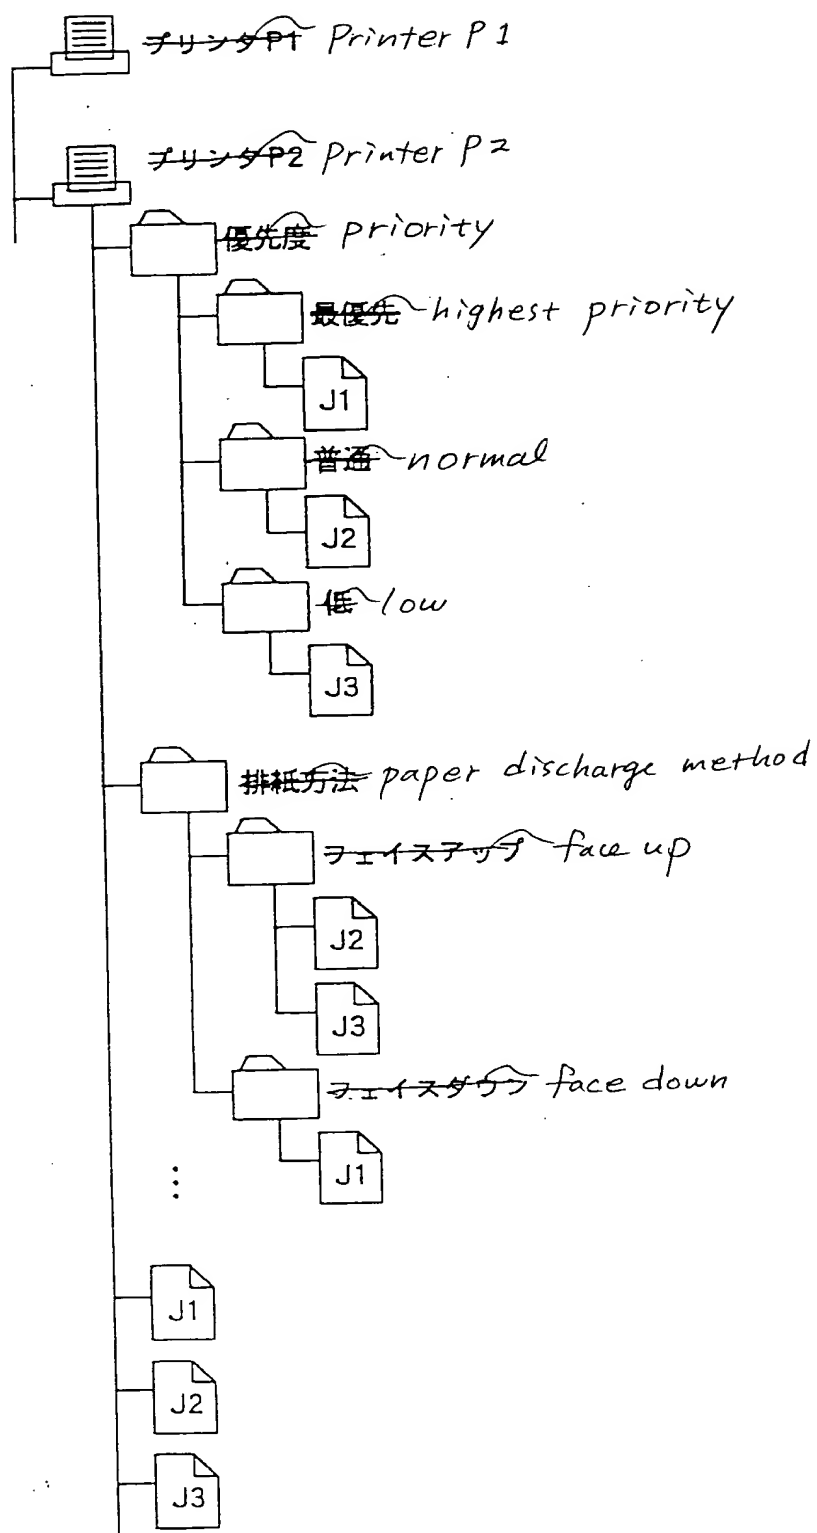 プリンタP1 Printer P1
プリンタP2 Printer P2
優先度 priority
最優先 highest priority
J1
普通 normal
J2
低 low
J3
排紙方法 paper discharge method
フェイスアップ face up
J2
J3
フェイスダウン face down
J1
⋮
J1
J2
J3